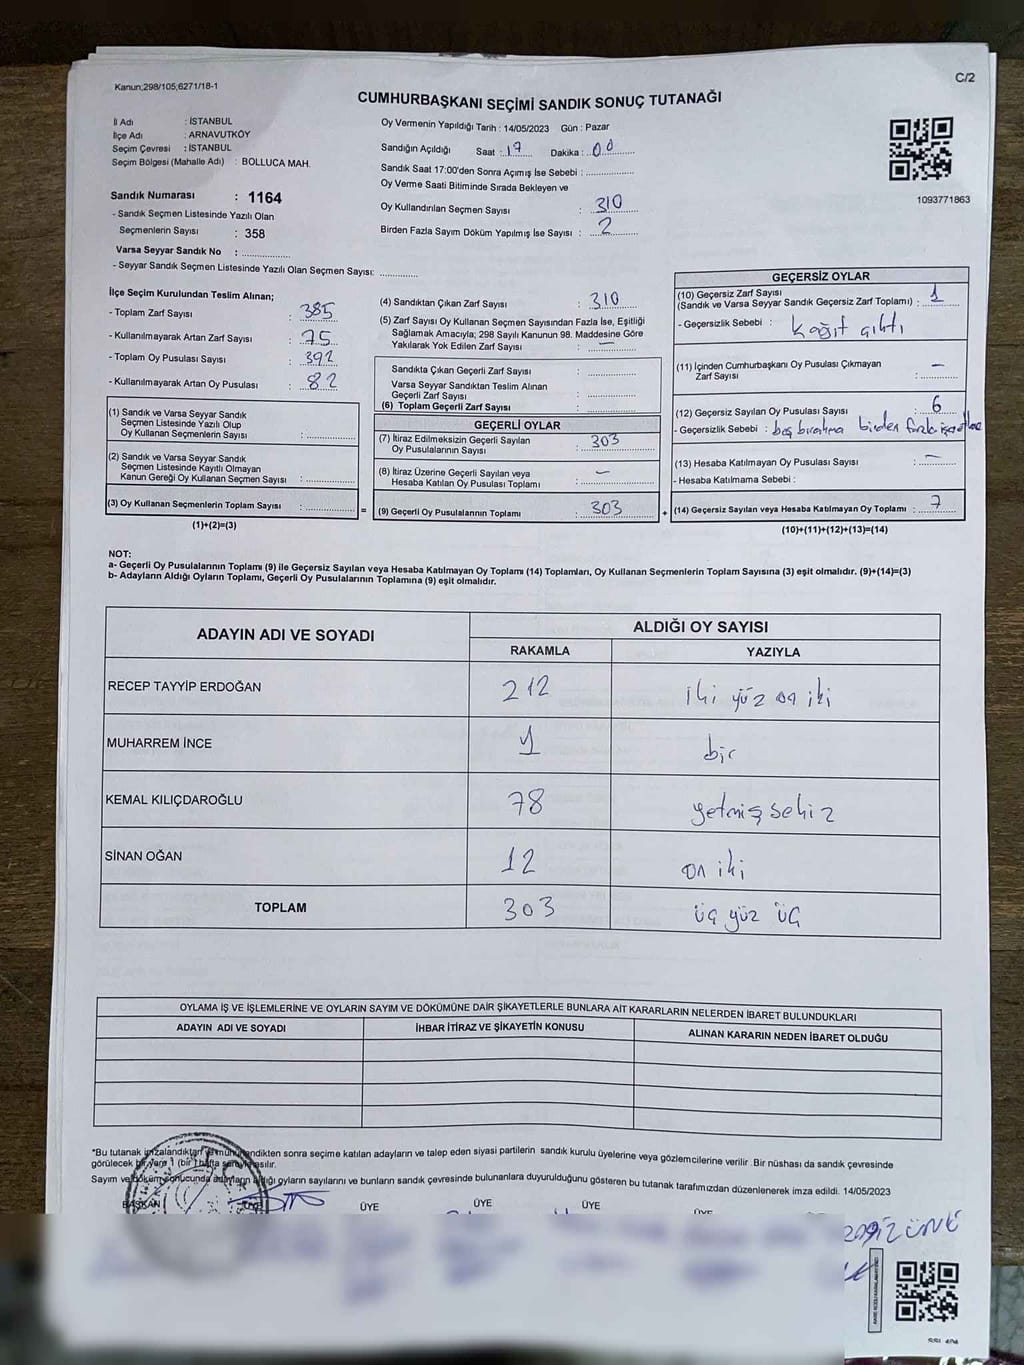 Kanun;298/105;6271/18-1
C/2
CUMHURBAŞKANI SEÇİMİ SANDIK SONUÇ TUTANAĞI
İl Adı : İSTANBUL
İlçe Adı : ARNAVUTKÖY
Seçim Çevresi : İSTANBUL
Seçim Bölgesi (Mahalle Adı) : BOLLUCA MAH.
Sandık Numarası : 1164
- Sandık Seçmen Listesinde Yazılı Olan
Seçmenlerin Sayısı : 358
Varsa Seyyar Sandık No : ..............
- Seyyar Sandık Seçmen Listesinde Yazılı Olan Seçmen Sayısı: ............
Oy Vermenin Yapıldığı Tarih : 14/05/2023 Gün : Pazar
Sandığın Açıldığı Saat : 17 Dakika : 00
Sandık Saat 17:00'den Sonra Açımış İse Sebebi : ..............
Oy Verme Saati Bitiminde Sırada Bekleyen ve
Oy Kullandırılan Seçmen Sayısı : 310
Birden Fazla Sayım Döküm Yapılmış İse Sayısı : 2
1093771863
İlçe Seçim Kurulundan Teslim Alınan;
- Toplam Zarf Sayısı : 385
- Kullanılmayarak Artan Zarf Sayısı : 75
- Toplam Oy Pusulası Sayısı : 392
- Kullanılmayarak Artan Oy Pusulası : 82
(1) Sandık ve Varsa Seyyar Sandık
Seçmen Listesinde Yazılı Olup
Oy Kullanan Seçmenlerin Sayısı : ..............
(2) Sandık ve Varsa Seyyar Sandık
Seçmen Listesinde Kayıtlı Olmayan
Kanun Gereği Oy Kullanan Seçmen Sayısı : ..............
(3) Oy Kullanan Seçmenlerin Toplam Sayısı : ..............
(1)+(2)=(3)
=
(4) Sandıktan Çıkan Zarf Sayısı : 310
(5) Zarf Sayısı Oy Kullanan Seçmen Sayısından Fazla İse, Eşitliği
Sağlamak Amacıyla; 298 Sayılı Kanunun 98. Maddesine Göre
Yakılarak Yok Edilen Zarf Sayısı : —
Sandıkta Çıkan Geçerli Zarf Sayısı : ..............
Varsa Seyyar Sandıktan Teslim Alınan
Geçerli Zarf Sayısı : ..............
(6) Toplam Geçerli Zarf Sayısı : ..............
GEÇERLİ OYLAR
(7) İtiraz Edilmeksizin Geçerli Sayılan
Oy Pusulalarının Sayısı : 303
(8) İtiraz Üzerine Geçerli Sayılan veya
Hesaba Katılan Oy Pusulası Toplamı : —
(9) Geçerli Oy Pusulalarının Toplamı : 303
+
GEÇERSİZ OYLAR
(10) Geçersiz Zarf Sayısı
(Sandık ve Varsa Seyyar Sandık Geçersiz Zarf Toplamı) : 1
- Geçersizlik Sebebi : kağıt çıktı
(11) İçinden Cumhurbaşkanı Oy Pusulası Çıkmayan
Zarf Sayısı : —
(12) Geçersiz Sayılan Oy Pusulası Sayısı : 6
- Geçersizlik Sebebi : boş bırakma birden fazla
(13) Hesaba Katılmayan Oy Pusulası Sayısı : —
- Hesaba Katılmama Sebebi :
(14) Geçersiz Sayılan veya Hesaba Katılmayan Oy Toplamı : 7
(10)+(11)+(12)+(13)=(14)
NOT:
a- Geçerli Oy Pusulalarının Toplamı (9) ile Geçersiz Sayılan veya Hesaba Katılmayan Oy Toplamı (14) Toplamları, Oy Kullanan Seçmenlerin Toplam Sayısına (3) eşit olmalıdır. (9)+(14)=(3)
b- Adayların Aldığı Oyların Toplamı, Geçerli Oy Pusulalarının Toplamına (9) eşit olmalıdır.
ADAYIN ADI VE SOYADI
ALDIĞI OY SAYISI
RAKAMLA YAZIYLA
RECEP TAYYİP ERDOĞAN 212 iki yüz on iki
MUHARREM İNCE 1 bir
KEMAL KILIÇDAROĞLU 78 yetmiş sekiz
SİNAN OĞAN 12 on iki
TOPLAM 303 üç yüz üç
OYLAMA İŞ VE İŞLEMLERİNE VE OYLARIN SAYIM VE DÖKÜMÜNE DAİR ŞİKAYETLERLE BUNLARA AİT KARARLARIN NELERDEN İBARET BULUNDUKLARI
ADAYIN ADI VE SOYADI İHBAR İTİRAZ VE ŞİKAYETİN KONUSU ALINAN KARARIN NEDEN İBARET OLDUĞU
*Bu tutanak imzalandıktan ve mühürlendikten sonra seçime katılan adayların ve talep eden siyasi partilerin sandık kurulu üyelerine veya gözlemcilerine verilir. Bir nüshası da sandık çevresinde
görülecek bir yere 1 (bir) hafta süre ile asılır.
Sayım ve döküm sonucunda adayların aldığı oyların sayılarını ve bunların sandık çevresinde bulunanlara duyurulduğunu gösteren bu tutanak tarafımızdan düzenlenerek imza edildi. 14/05/2023
BAŞKAN ÜYE ÜYE ÜYE ÜYE ÜYE